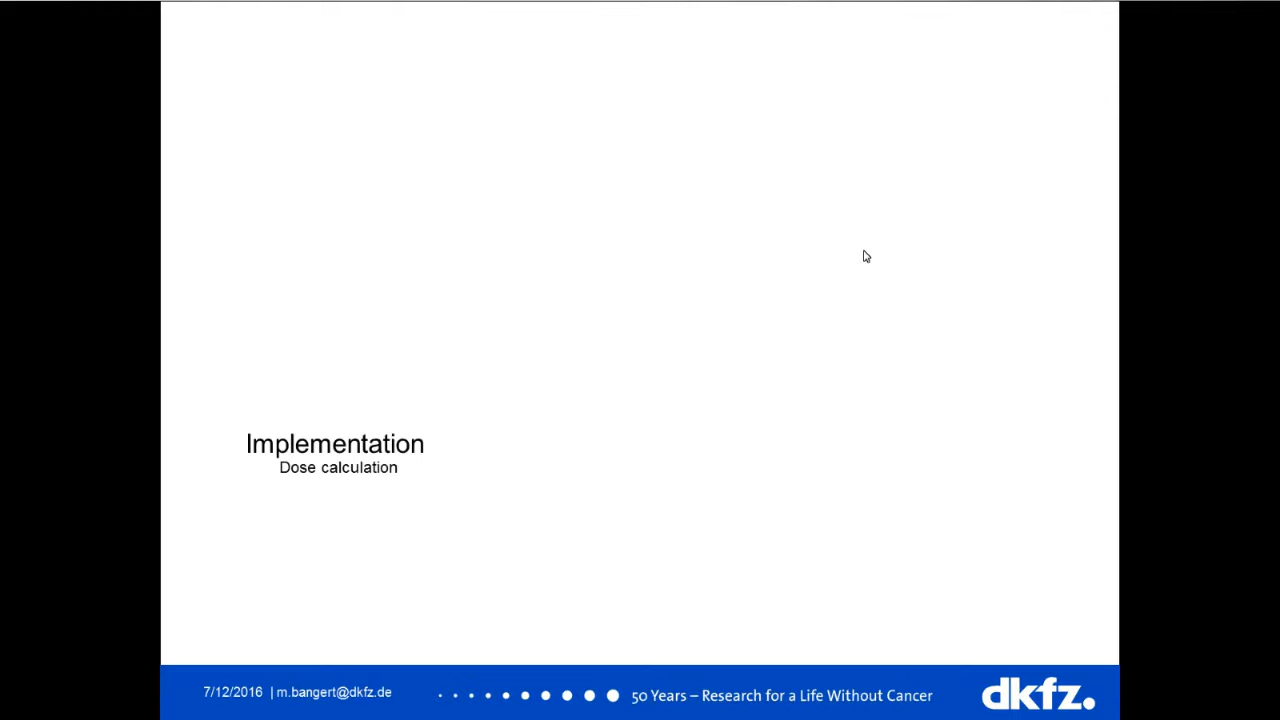 Implementation
Dose calculation
7/12/2016 | m.bangert@dkfz.de
50 Years – Research for a Life Without Cancer
dkfz.